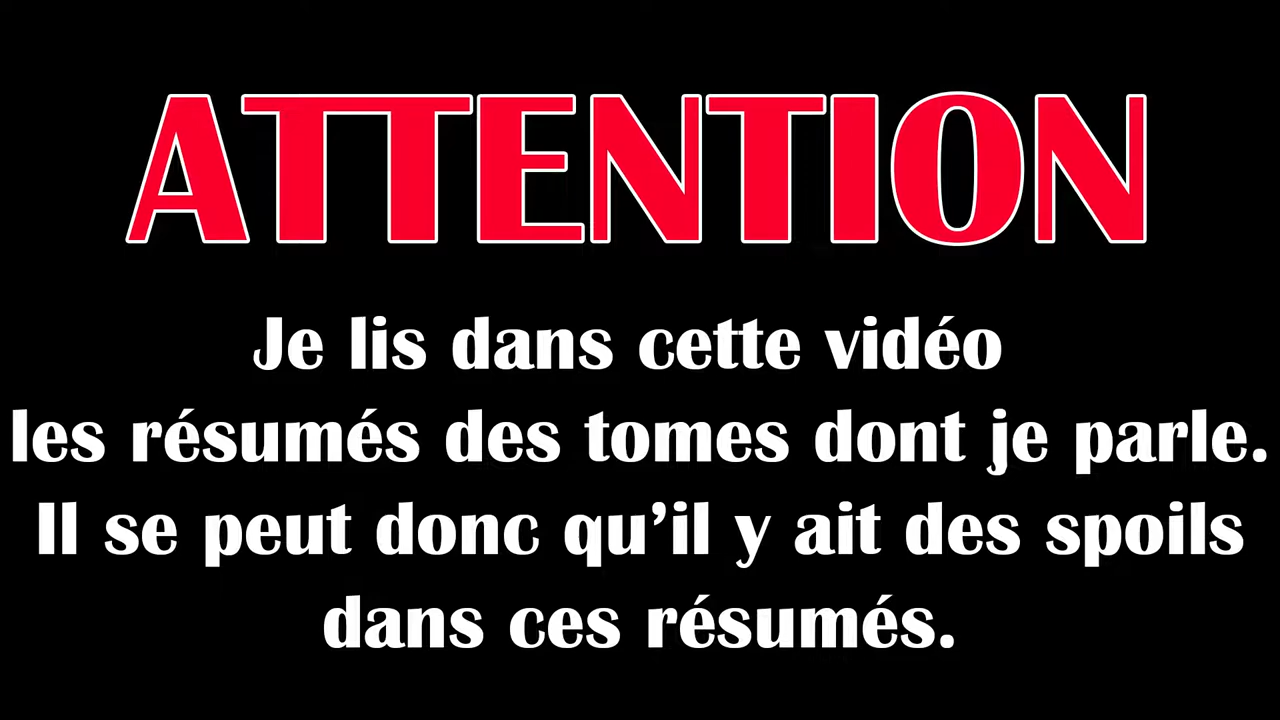 ATTENTION
Je lis dans cette vidéo
les résumés des tomes dont je parle.
Il se peut donc qu’il y ait des spoils
dans ces résumés.